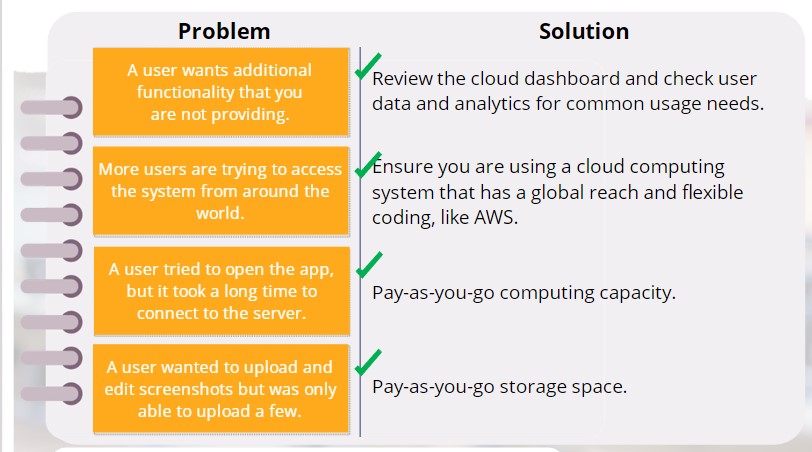 Problem
Solution
A user wants additional
functionality that you
are not providing.
Review the cloud dashboard and check user
data and analytics for common usage needs.
More users are trying to access
the system from around the
world.
Ensure you are using a cloud computing
system that has a global reach and flexible
coding, like AWS.
A user tried to open the app,
but it took a long time to
connect to the server.
Pay-as-you-go computing capacity.
A user wanted to upload and
edit screenshots but was only
able to upload a few.
Pay-as-you-go storage space.